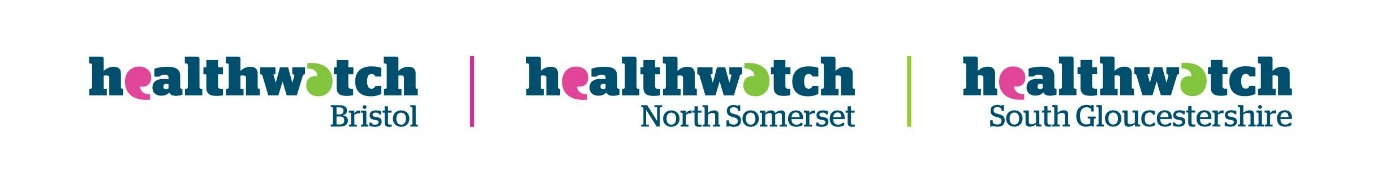 healthwatch
Bristol
healthwatch
North Somerset
healthwatch
South Gloucestershire